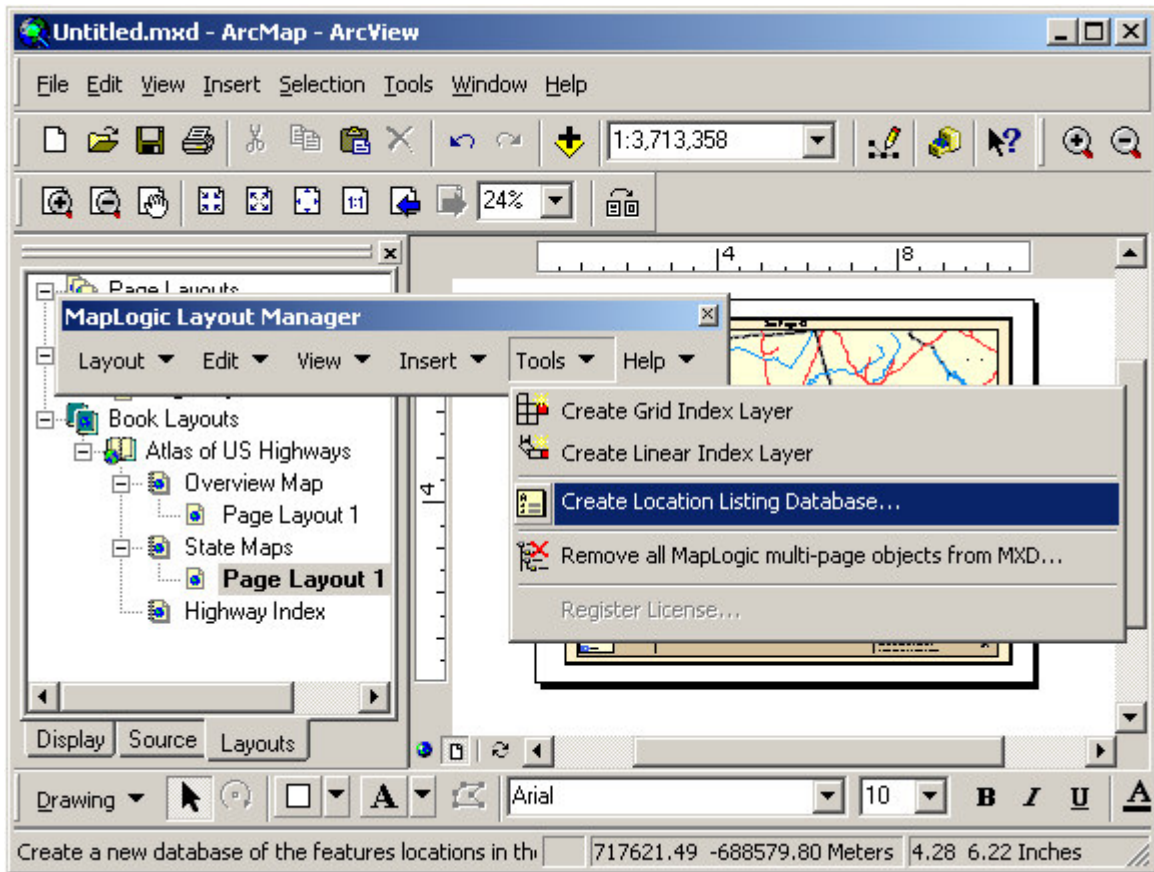 Untitled.mxd - ArcMap - ArcView
File Edit View Insert Selection Tools Window Help
1:3,713,358
24%
Page Layouts
MapLogic Layout Manager
Layout Edit View Insert Tools Help
Create Grid Index Layer
Create Linear Index Layer
Create Location Listing Database...
Remove all MapLogic multi-page objects from MXD...
Register License...
Book Layouts
Atlas of US Highways
Overview Map
Page Layout 1
State Maps
Page Layout 1
Highway Index
4 8
4
Display Source Layouts
Drawing A Arial 10 B I U A
Create a new database of the features locations in the 717621.49 -688579.80 Meters 4.28 6.22 Inches